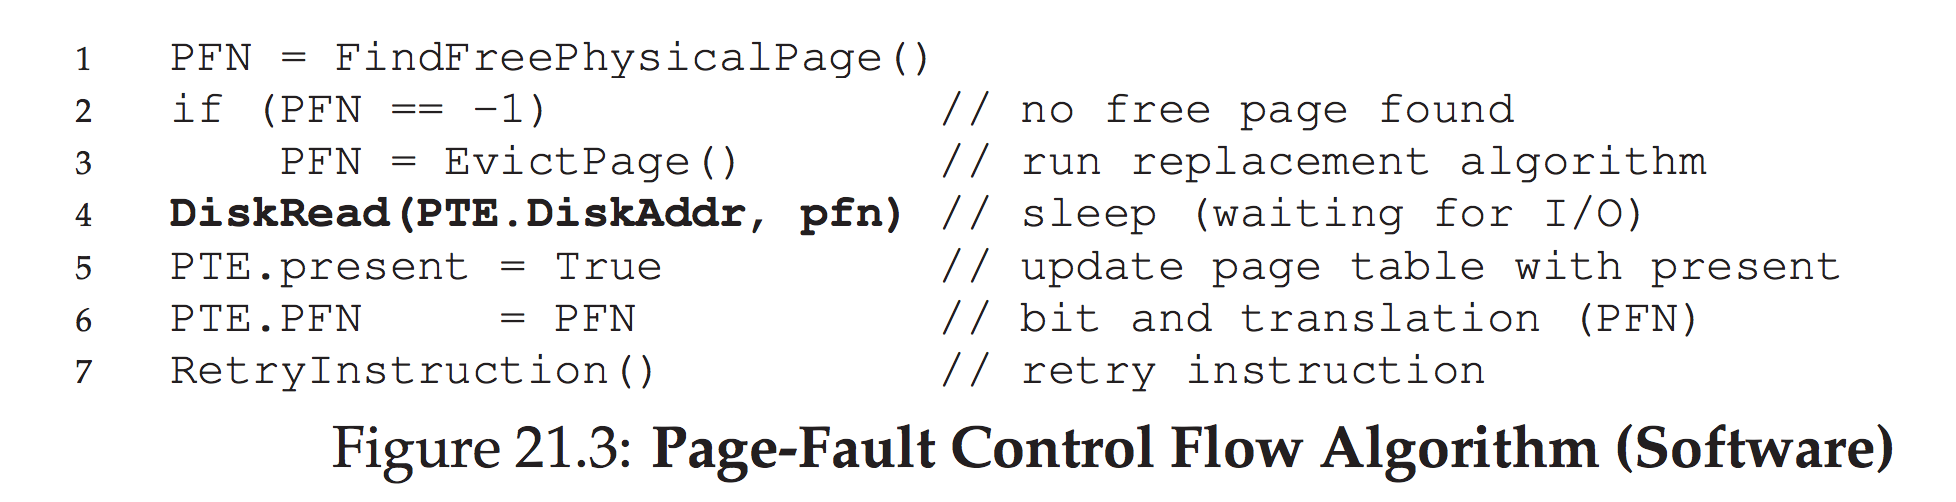 1 PFN = FindFreePhysicalPage()
2 if (PFN == -1) // no free page found
3 PFN = EvictPage() // run replacement algorithm
4 DiskRead(PTE.DiskAddr, pfn) // sleep (waiting for I/O)
5 PTE.present = True // update page table with present
6 PTE.PFN = PFN // bit and translation (PFN)
7 RetryInstruction() // retry instruction
Figure 21.3: Page-Fault Control Flow Algorithm (Software)